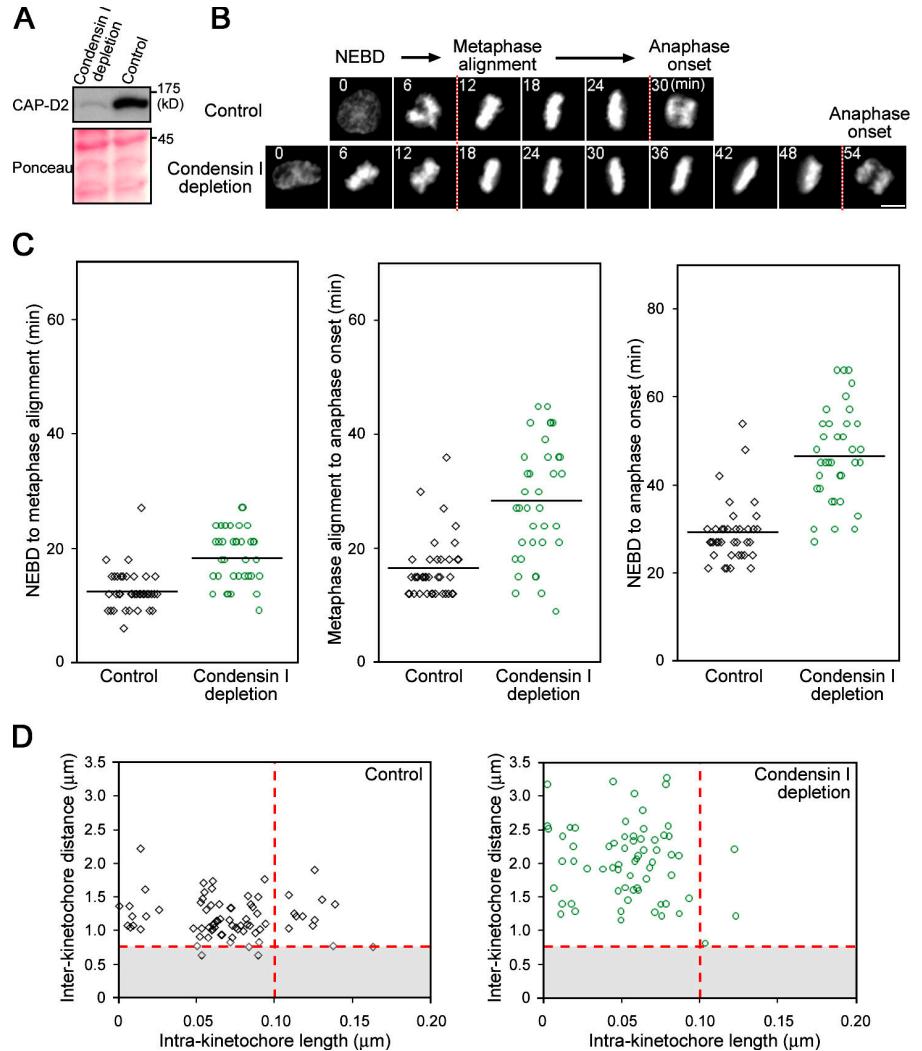 A
Condensin I
depletion
Control
CAP-D2
175
(kD)
45
Ponceau
B
NEBD
Metaphase
alignment
Anaphase
onset
Control
0
6
12
18
24
30(min)
Anaphase
onset
Condensin I
depletion
0
6
12
18
24
30
36
42
48
54
C
NEBD to metaphase alignment (min)
60
40
20
0
Control
Condensin I
depletion
Metaphase alignment to anaphase onset (min)
60
40
20
0
Control
Condensin I
depletion
NEBD to anaphase onset (min)
80
60
40
20
0
Control
Condensin I
depletion
D
Inter-kinetochore distance (μm)
3.5
3.0
2.5
2.0
1.5
1.0
0.5
0
Control
0
0.05
0.10
0.15
0.20
Intra-kinetochore length (μm)
Inter-kinetochore distance (μm)
3.5
3.0
2.5
2.0
1.5
1.0
0.5
0
Condensin I
depletion
0
0.05
0.10
0.15
0.20
Intra-kinetochore length (μm)